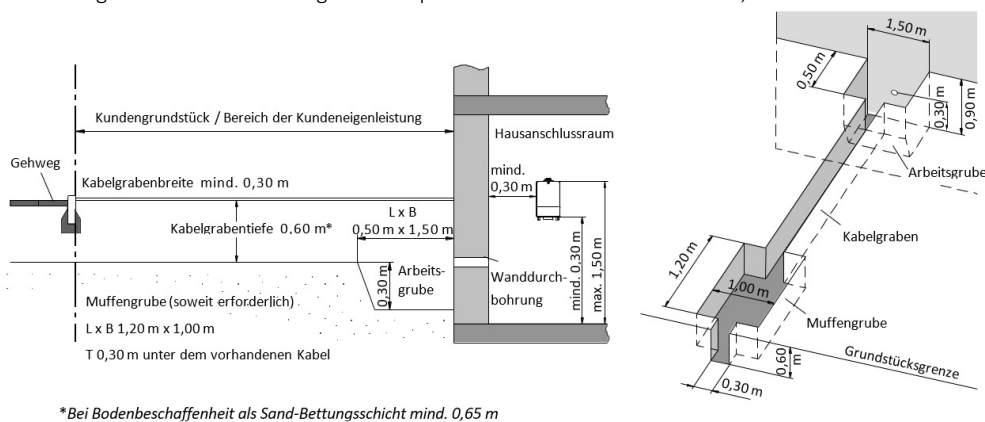 Kundengrundstück / Bereich der Kundeneigenleistung
Hausanschlussraum
Gehweg
Kabelgrabenbreite mind. 0,30 m
mind.
0,30 m
Kabelgrabentiefe 0,60 m*
L x B
0,50 m x 1,50 m
0,30 m
Arbeits-
grube
Wanddurch-
bohrung
mind. 0,30 m
max. 1,50 m
Muffengrube (soweit erforderlich)
L x B 1,20 m x 1,00 m
T 0,30 m unter dem vorhandenen Kabel
*Bei Bodenbeschaffenheit als Sand-Bettungsschicht mind. 0,65 m
1,50 m
0,50 m
0,30 m
0,90 m
Arbeitsgrube
Kabelgraben
1,20 m
1,00 m
Muffengrube
Grundstücksgrenze
0,60
m
0,30 m